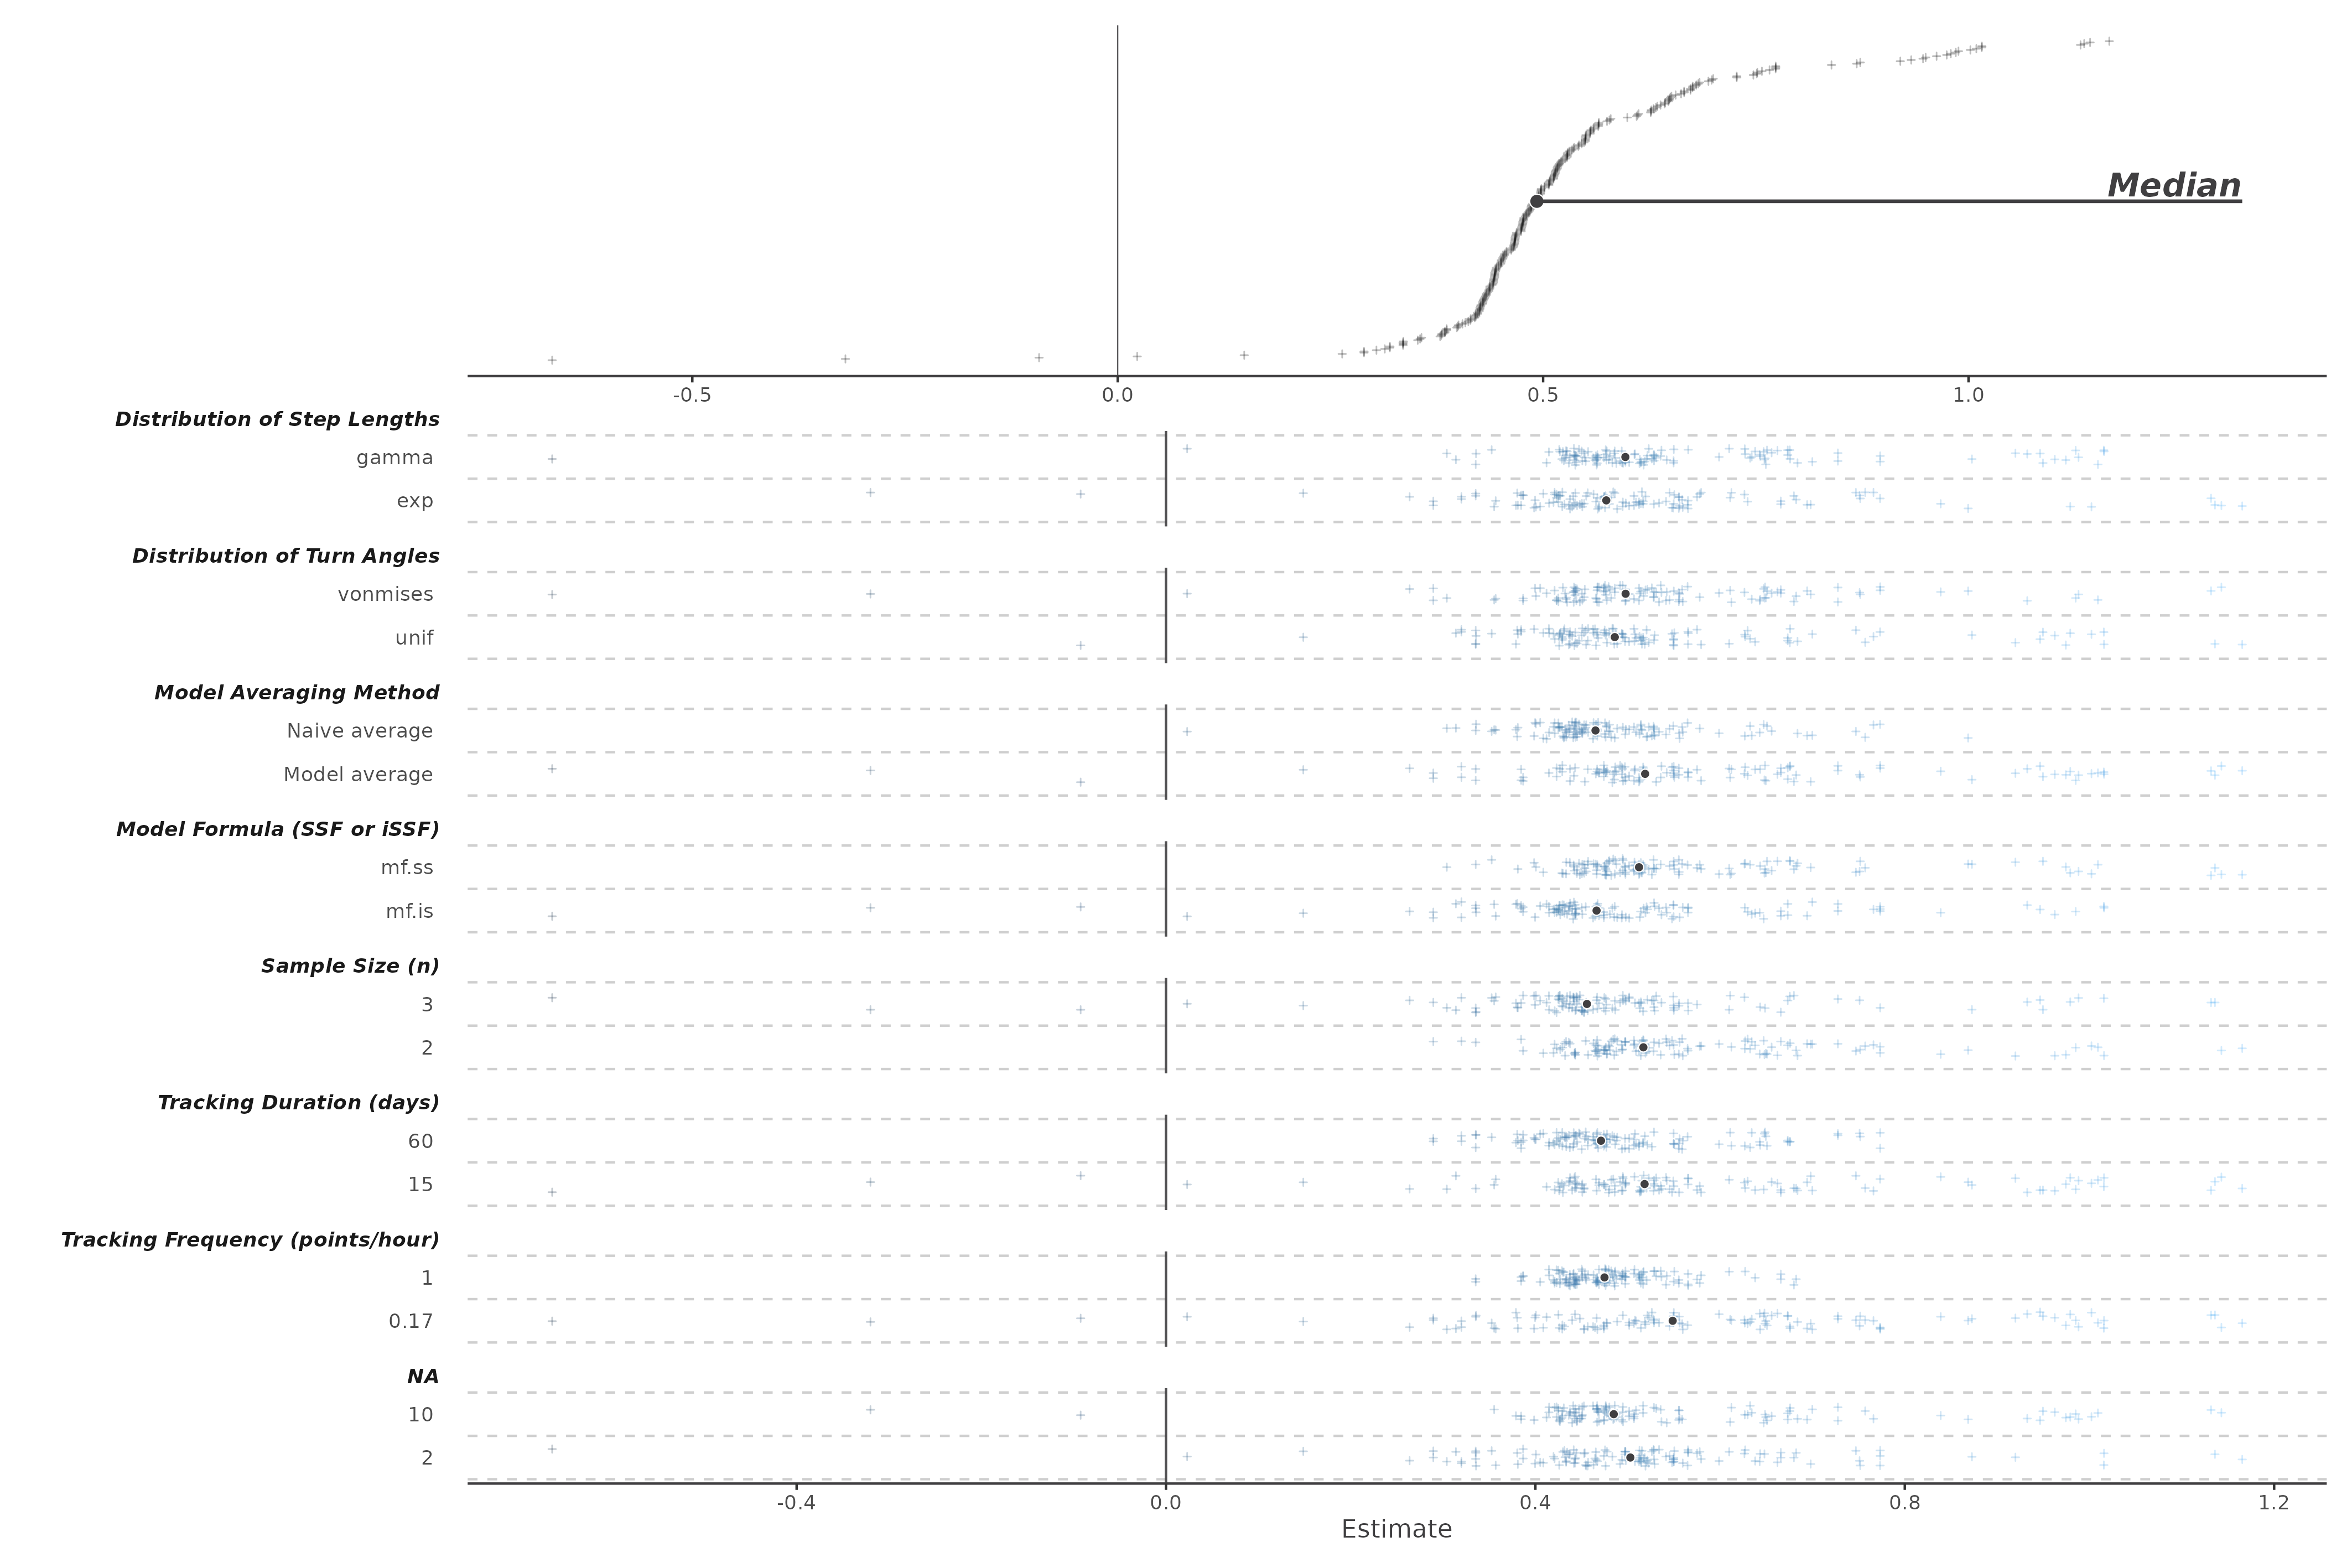 Median
-0.5 0.0 0.5 1.0
Distribution of Step Lengths
gamma
exp
Distribution of Turn Angles
vonmises
unif
Model Averaging Method
Naive average
Model average
Model Formula (SSF or iSSF)
mf.ss
mf.is
Sample Size (n)
3
2
Tracking Duration (days)
60
15
Tracking Frequency (points/hour)
1
0.17
NA
10
2
-0.4 0.0 0.4 0.8 1.2
Estimate